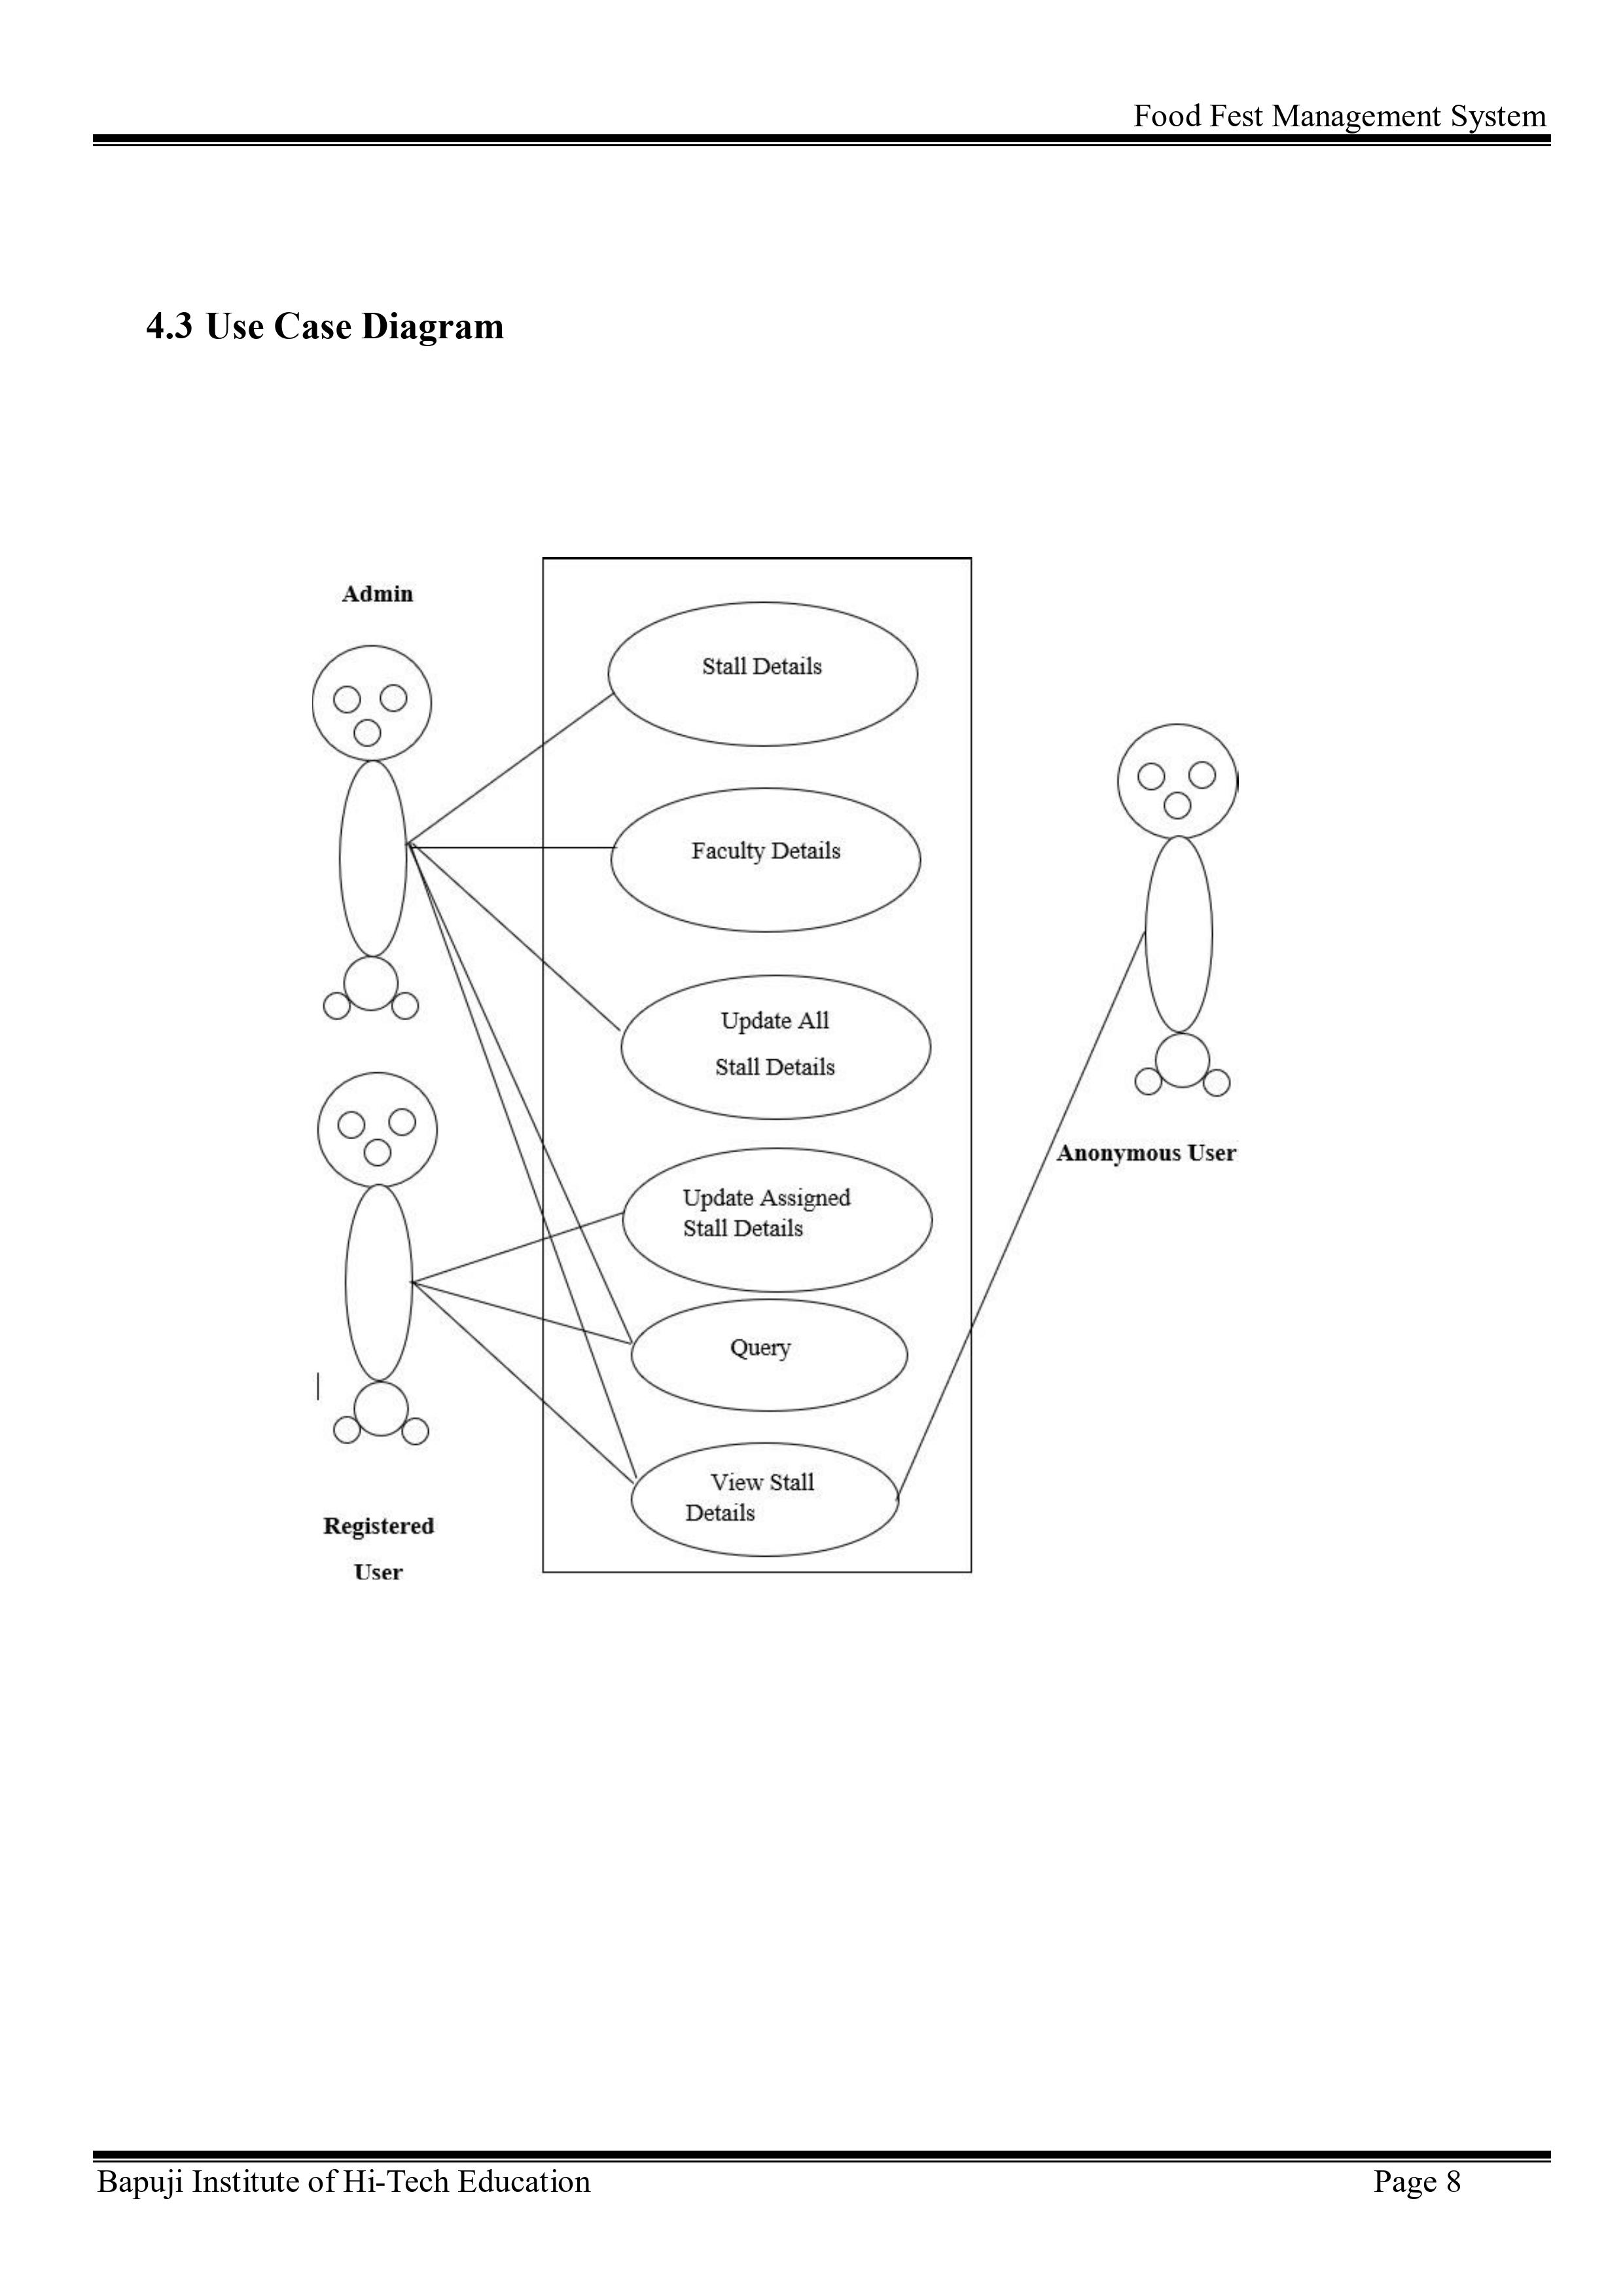 Food Fest Management System
4.3 Use Case Diagram
Admin
Stall Details
Faculty Details
Update All
Stall Details
Anonymous User
Update Assigned
Stall Details
Query
View Stall
Details
Registered
User
Bapuji Institute of Hi-Tech Education
Page 8